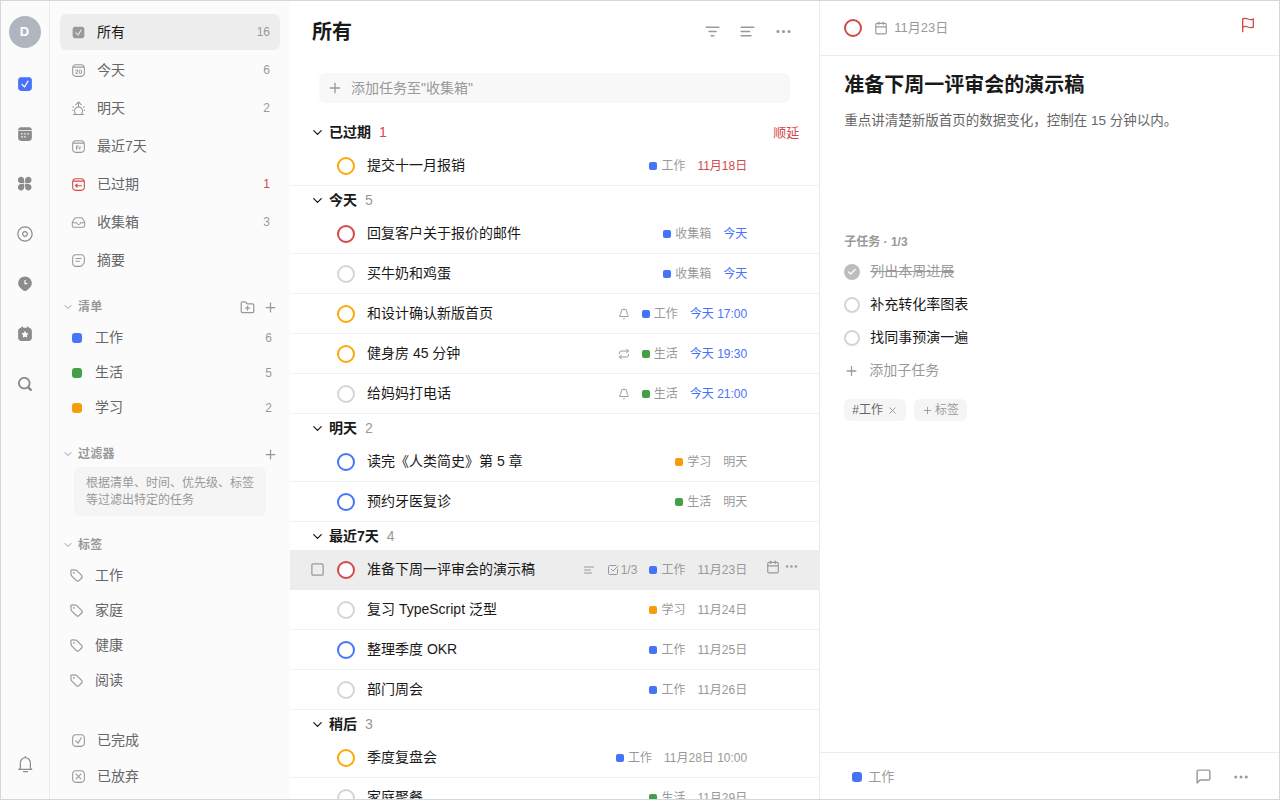 D
所有 16
20
今天 6
明天 2
Fr
最近7天
已过期 1
收集箱 3
摘要
清单
工作 6
生活 5
学习 2
过滤器
根据清单、时间、优先级、标签
等过滤出特定的任务
标签
工作
家庭
健康
阅读
已完成
已放弃
所有
添加任务至"收集箱"
已过期 1 顺延
提交十一月报销 工作 11月18日
今天 5
回复客户关于报价的邮件 收集箱 今天
买牛奶和鸡蛋 收集箱 今天
和设计确认新版首页 工作 今天 17:00
健身房 45 分钟 生活 今天 19:30
给妈妈打电话 生活 今天 21:00
明天 2
读完《人类简史》第 5 章 学习 明天
预约牙医复诊 生活 明天
最近7天 4
准备下周一评审会的演示稿 1/3 工作 11月23日
复习 TypeScript 泛型 学习 11月24日
整理季度 OKR 工作 11月25日
部门周会 工作 11月26日
稍后 3
季度复盘会 工作 11月28日 10:00
家庭聚餐 生活 11月29日
11月23日
准备下周一评审会的演示稿
重点讲清楚新版首页的数据变化，控制在 15 分钟以内。
子任务 · 1/3
列出本周进展
补充转化率图表
找同事预演一遍
添加子任务
#工作 标签
工作